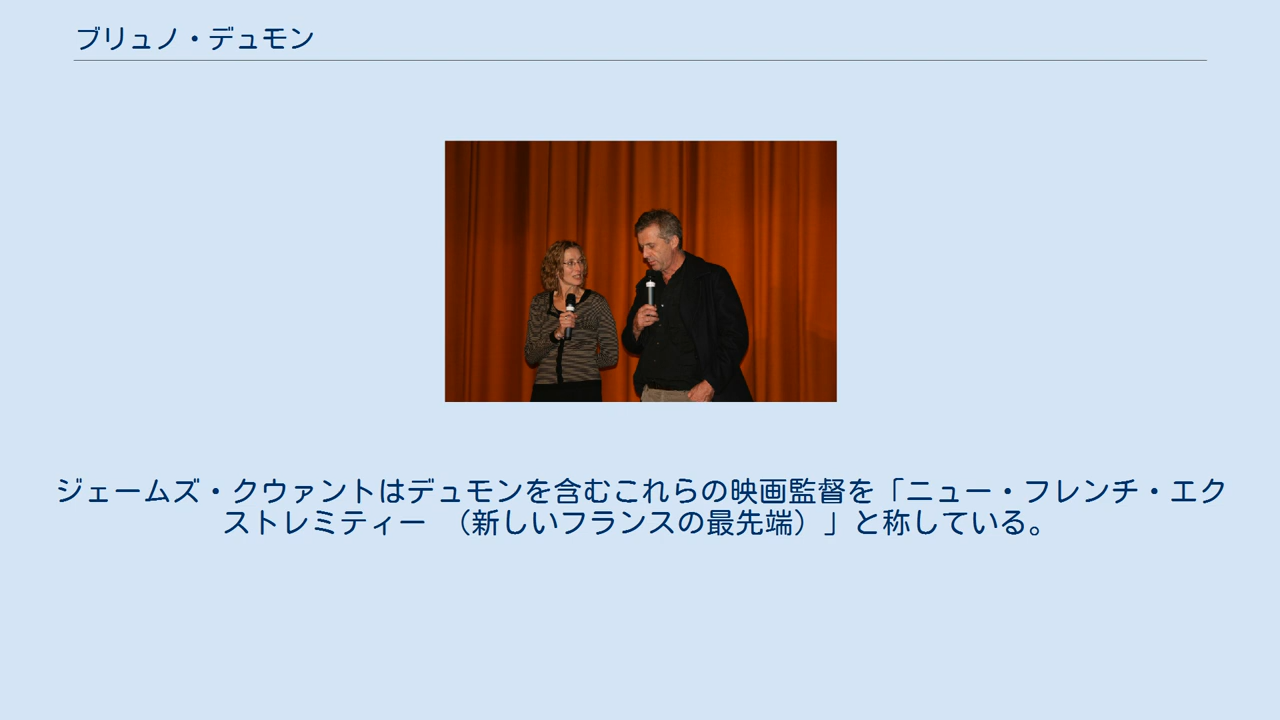 ブリュノ・デュモン
ジェームズ・クウァントはデュモンを含むこれらの映画監督を「ニュー・フレンチ・エク
ストレミティー （新しいフランスの最先端）」と称している。